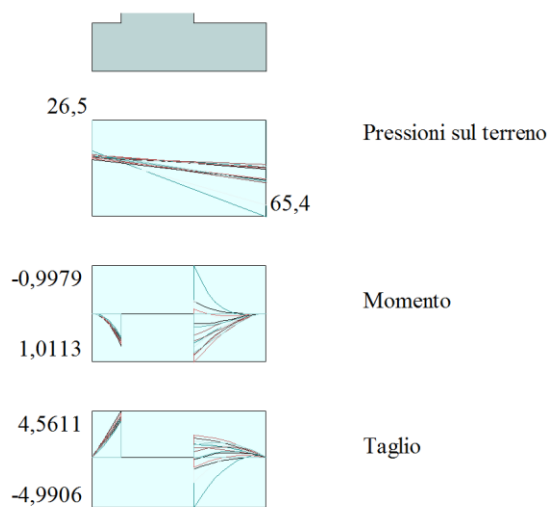 26,5
Pressioni sul terreno
65,4
-0,9979
Momento
1,0113
4,5611
Taglio
-4,9906